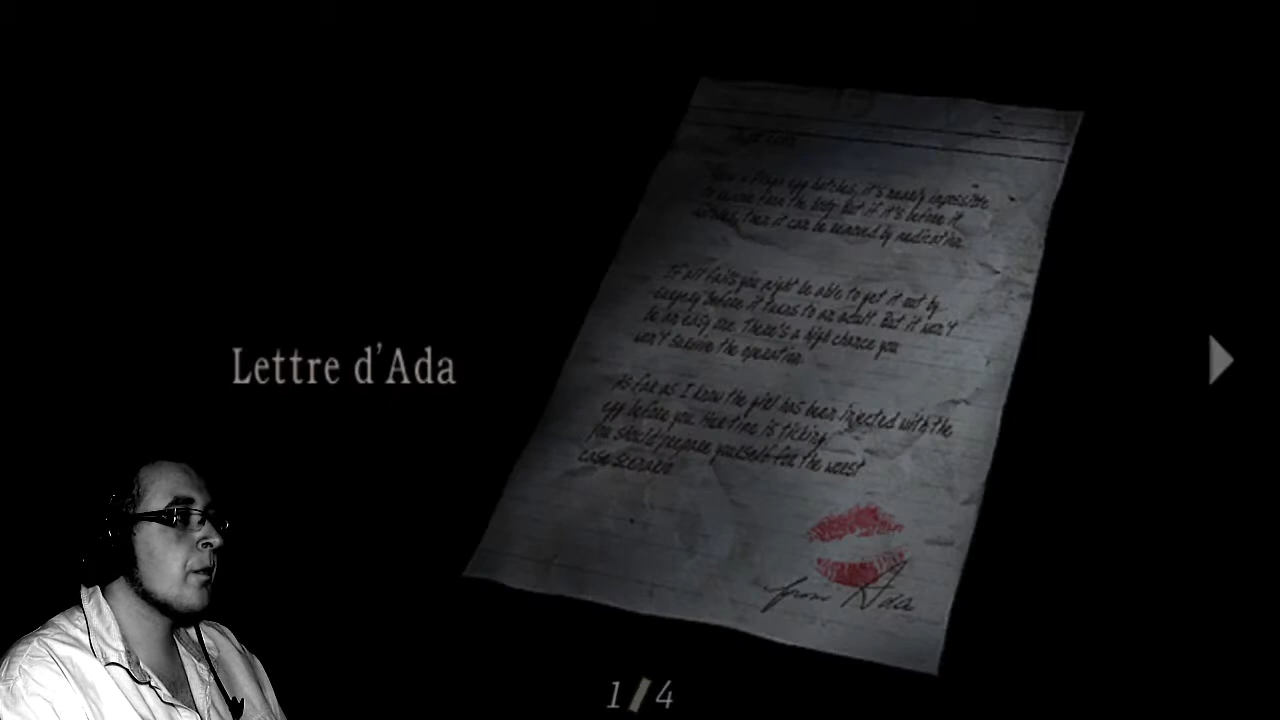 Lettre d'Ada
When a Plaga egg hatches, it's nearly impossible
to remove from the body. But if it's before it
hatches, then it can be removed by medication.
If all fails you might be able to get it out by
surgery before it turns to an adult. But it won't
be an easy one. There's a high chance you
won't survive the operation.
As far as I know the girl has been injected with the
egg before you. Her time is ticking.
You should prepare yourself for the worst
case scenario
from Ada
1/4